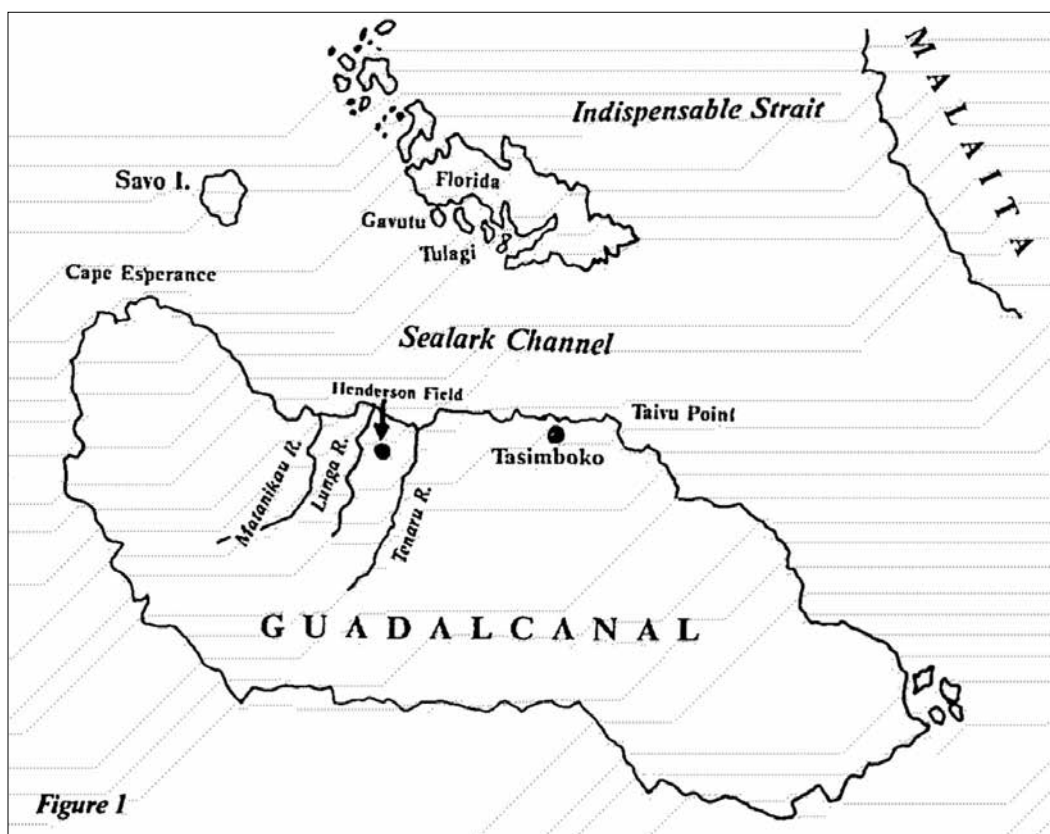 Indispensable Strait
MALAITA
Savo I.
Florida
Gavutu
Tulagi
Cape Esperance
Sealark Channel
Henderson Field
Taivu Point
Tasimboko
Matanikau R.
Lunga R.
Tenaru R.
GUADALCANAL
Figure 1